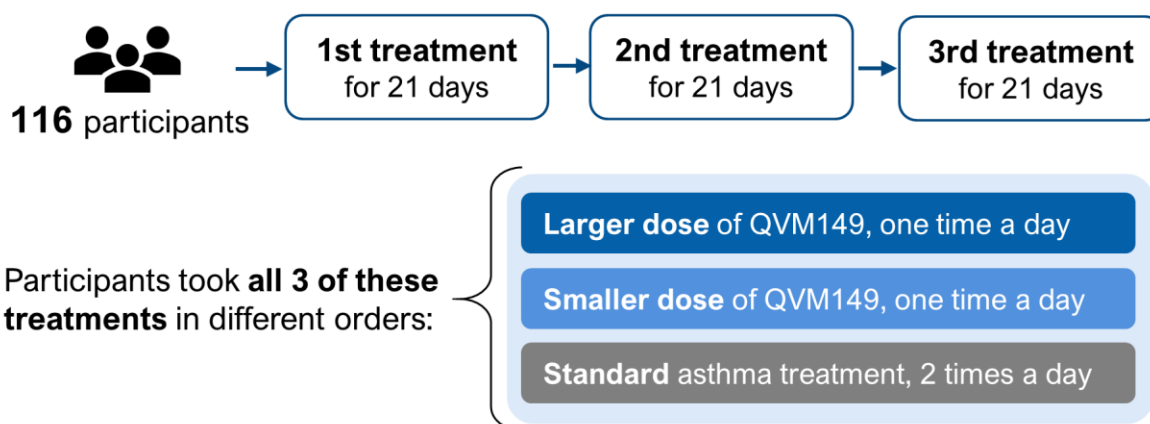 116 participants
1st treatment
for 21 days
2nd treatment
for 21 days
3rd treatment
for 21 days
Participants took all 3 of these
treatments in different orders:
Larger dose of QVM149, one time a day
Smaller dose of QVM149, one time a day
Standard asthma treatment, 2 times a day